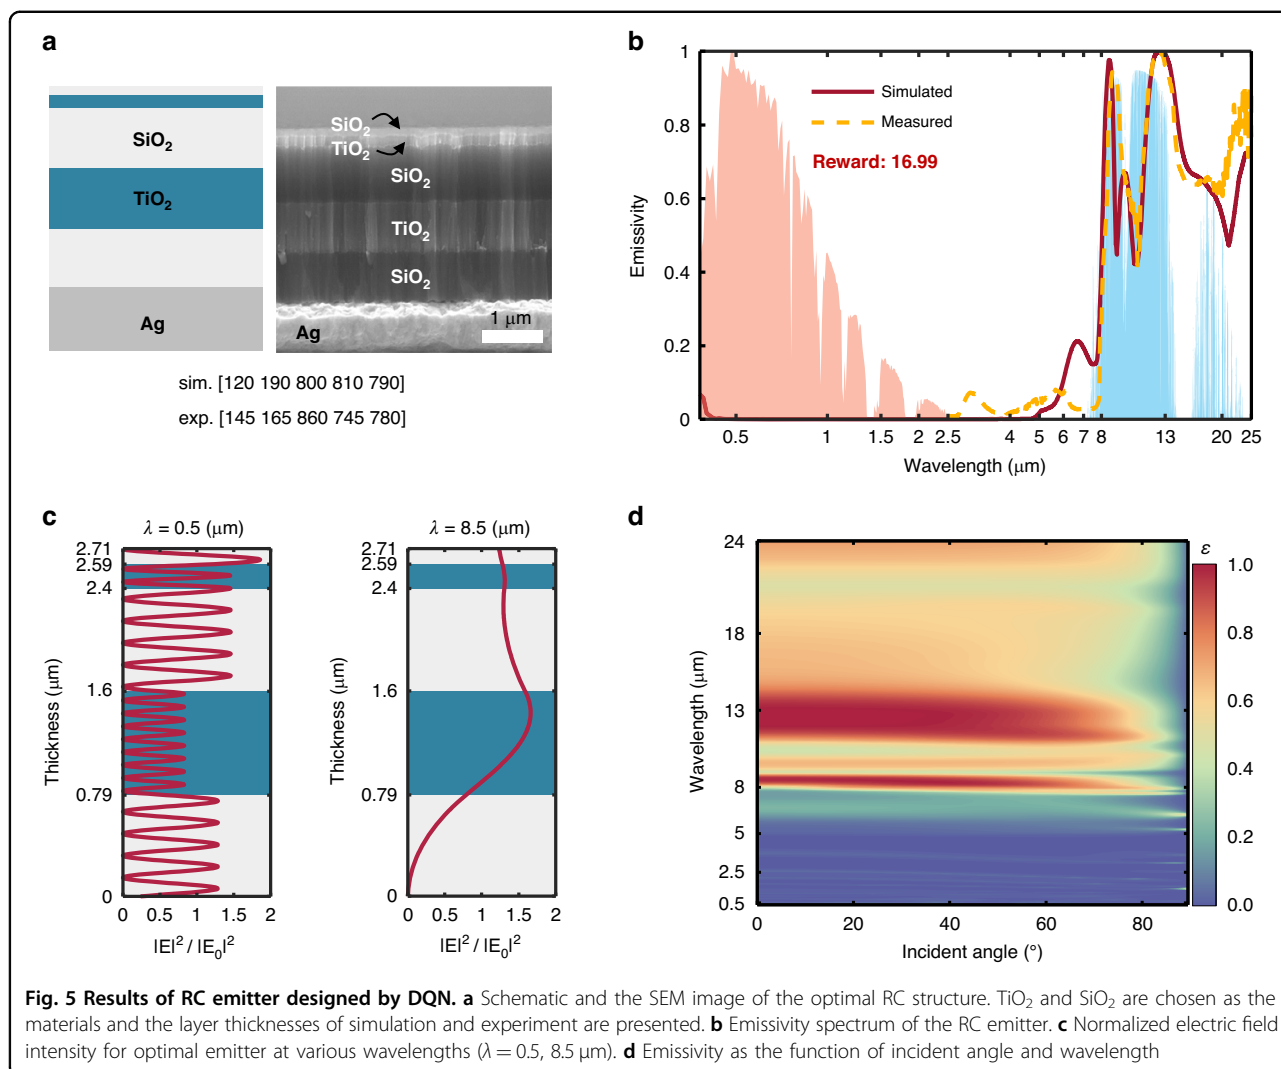 a
SiO2
TiO2
Ag
SiO2
TiO2
SiO2
TiO2
SiO2
Ag
1 μm
sim. [120 190 800 810 790]
exp. [145 165 860 745 780]
b
1
0.8
0.6
0.4
0.2
0
Emissivity
Simulated
Measured
Reward: 16.99
0.5 1 1.5 2 2.5 4 5 6 7 8 13 20 25
Wavelength (μm)
c
λ = 0.5 (μm)
2.71
2.59
2.4
1.6
0.79
0
Thickness (μm)
0 0.5 1 1.5 2
|E|² / |E0|²
λ = 8.5 (μm)
2.71
2.59
2.4
1.6
0.79
0
Thickness (μm)
0 0.5 1 1.5 2
|E|² / |E0|²
d
24
18
13
8
5
2.5
0.5
Wavelength (μm)
0 20 40 60 80
Incident angle (°)
ε
1.0
0.8
0.6
0.4
0.2
0.0
Fig. 5 Results of RC emitter designed by DQN. a Schematic and the SEM image of the optimal RC structure. TiO2 and SiO2 are chosen as the
materials and the layer thicknesses of simulation and experiment are presented. b Emissivity spectrum of the RC emitter. c Normalized electric field
intensity for optimal emitter at various wavelengths (λ = 0.5, 8.5 μm). d Emissivity as the function of incident angle and wavelength